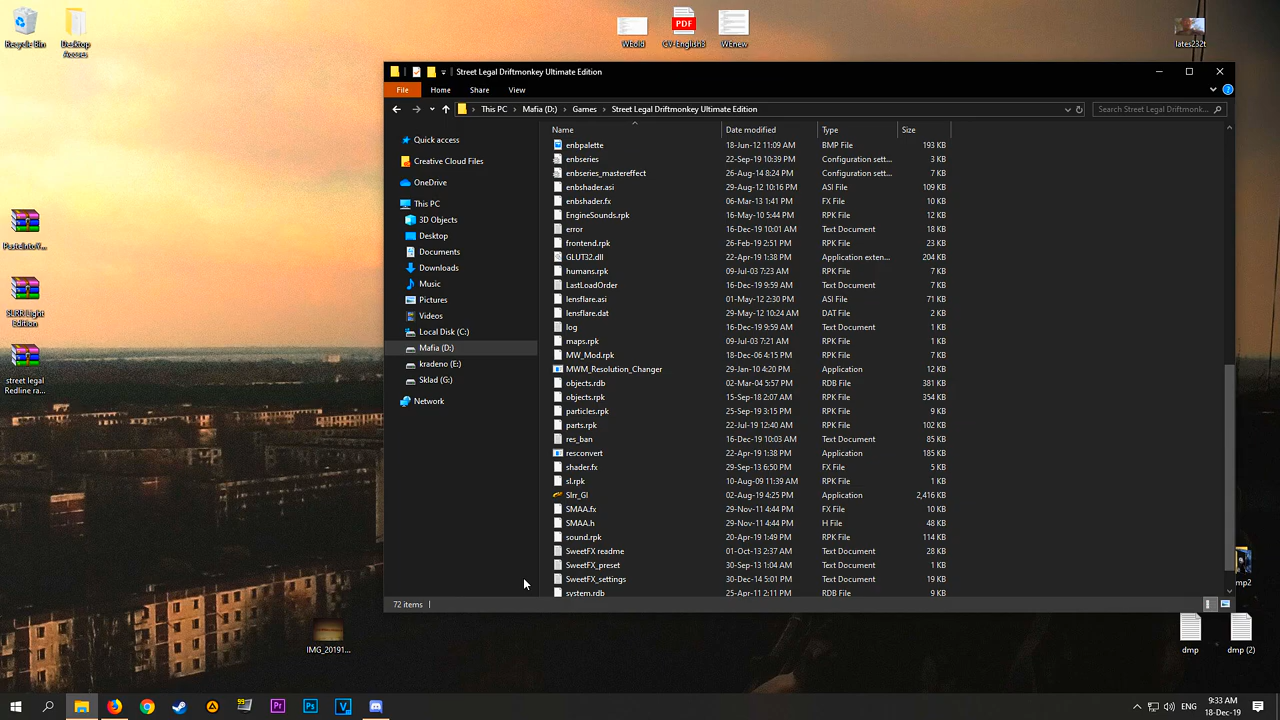 Recycle Bin
Desktop Acsses
WEold
CV-English3
WEnew
lates232t
PasteIntoY...
SLRR Light Edition
street legal Redline ra...
IMG_20191...
mp2
dmp
dmp (2)
Street Legal Driftmonkey Ultimate Edition
File Home Share View
This PC > Mafia (D:) > Games > Street Legal Driftmonkey Ultimate Edition
Search Street Legal Driftmonk...
Quick access
Creative Cloud Files
OneDrive
This PC
3D Objects
Desktop
Documents
Downloads
Music
Pictures
Videos
Local Disk (C:)
Mafia (D:)
kradeno (E:)
Sklad (G:)
Network
Name Date modified Type Size
enbpalette 18-Jun-12 11:09 AM BMP File 193 KB
enbseries 22-Sep-19 10:39 PM Configuration sett... 3 KB
enbseries_mastereffect 26-Aug-14 8:24 PM Configuration sett... 7 KB
enbshader.asi 29-Aug-12 10:16 PM ASI File 109 KB
enbshader.fx 06-Mar-13 1:41 PM FX File 10 KB
EngineSounds.rpk 16-May-10 5:44 PM RPK File 12 KB
error 16-Dec-19 10:01 AM Text Document 18 KB
frontend.rpk 26-Feb-19 2:51 PM RPK File 23 KB
GLUT32.dll 22-Apr-19 1:38 PM Application exten... 204 KB
humans.rpk 09-Jul-03 7:23 AM RPK File 7 KB
LastLoadOrder 16-Dec-19 9:59 AM Text Document 7 KB
lensflare.asi 01-May-12 2:30 PM ASI File 71 KB
lensflare.dat 29-May-12 10:24 AM DAT File 2 KB
log 16-Dec-19 9:59 AM Text Document 1 KB
maps.rpk 09-Jul-03 7:21 AM RPK File 1 KB
MW_Mod.rpk 18-Dec-06 4:15 PM RPK File 7 KB
MWM_Resolution_Changer 29-Jan-10 4:20 PM Application 12 KB
objects.rdb 02-Mar-04 5:57 PM RDB File 381 KB
objects.rpk 15-Sep-18 2:07 AM RPK File 354 KB
particles.rpk 25-Sep-19 3:15 PM RPK File 9 KB
parts.rpk 22-Jul-19 12:40 AM RPK File 102 KB
res_ban 16-Dec-19 10:03 AM Text Document 85 KB
resconvert 22-Apr-19 1:38 PM Application 185 KB
shader.fx 29-Sep-13 6:50 PM FX File 5 KB
sl.rpk 10-Aug-09 11:39 AM RPK File 1 KB
Slrr_GI 02-Aug-19 4:25 PM Application 2,416 KB
SMAA.fx 29-Nov-11 4:44 PM FX File 10 KB
SMAA.h 29-Nov-11 4:44 PM H File 48 KB
sound.rpk 20-Apr-19 1:49 PM RPK File 114 KB
SweetFX readme 01-Oct-13 2:37 AM Text Document 28 KB
SweetFX_preset 30-Sep-13 1:04 AM Text Document 1 KB
SweetFX_settings 30-Dec-14 5:01 PM Text Document 19 KB
system.rdb 25-Apr-11 2:11 PM RDB File 9 KB
72 items
ENG
9:33 AM
18-Dec-19